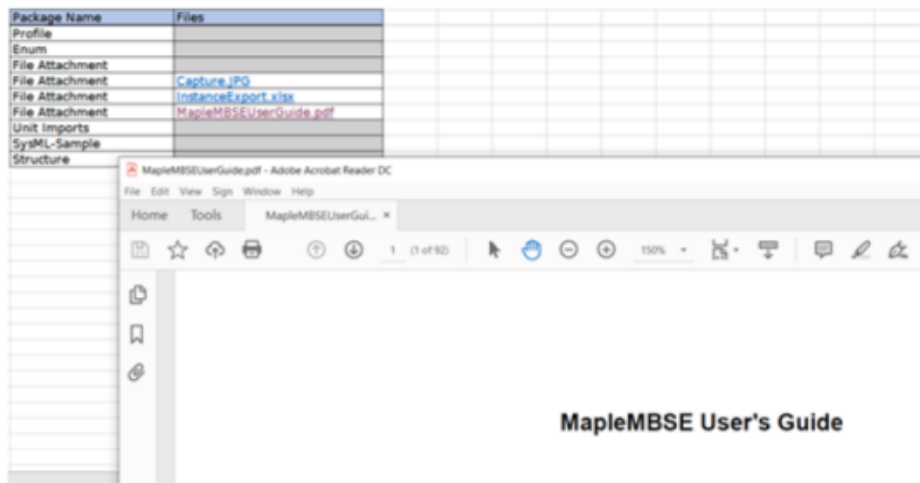 Package Name Files
Profile
Enum
File Attachment
File Attachment Capture.JPG
File Attachment InstanceExport.xlsx
File Attachment MapleMBSEUserGuide.pdf
Unit Imports
SysML-Sample
Structure
MapleMBSEUserGuide.pdf - Adobe Acrobat Reader DC
File Edit View Sign Window Help
Home Tools MapleMBSEUserGui... ×
1 (1 of 92) 150%
MapleMBSE User's Guide